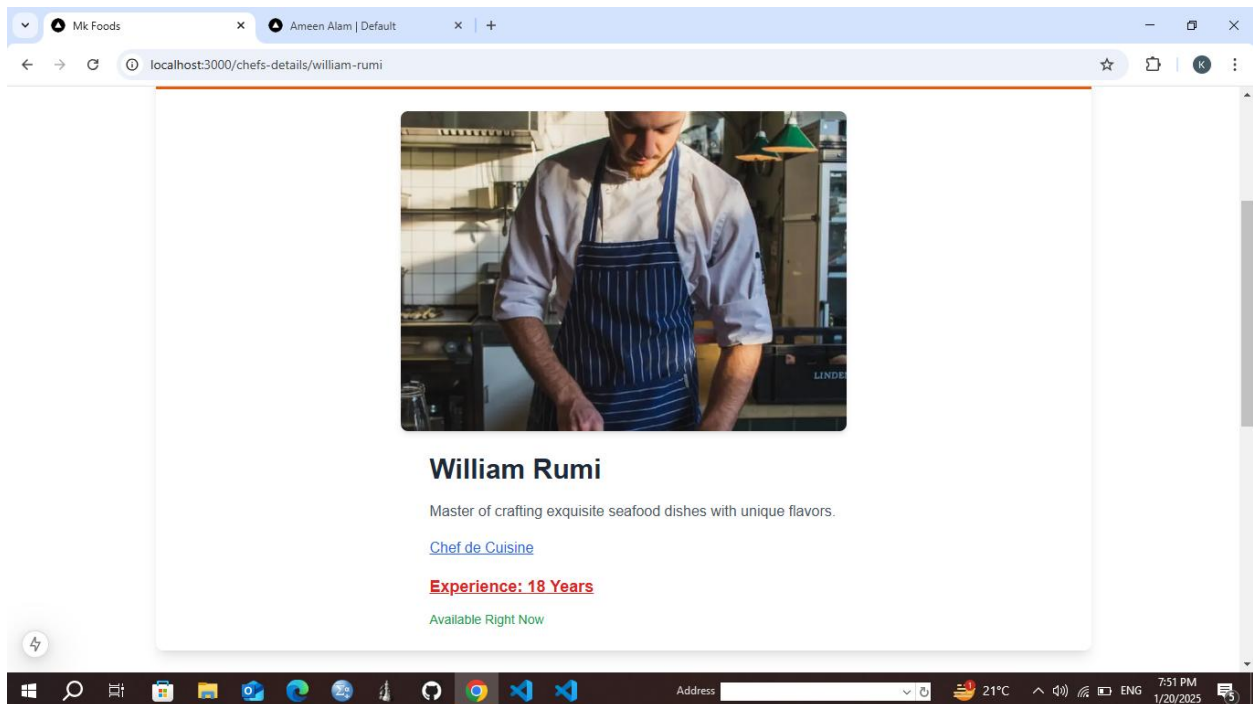 Mk Foods
Ameen Alam | Default
localhost:3000/chefs-details/william-rumi
K
William Rumi
Master of crafting exquisite seafood dishes with unique flavors.
Chef de Cuisine
Experience: 18 Years
Available Right Now
Address
21°C
ENG
7:51 PM
1/20/2025